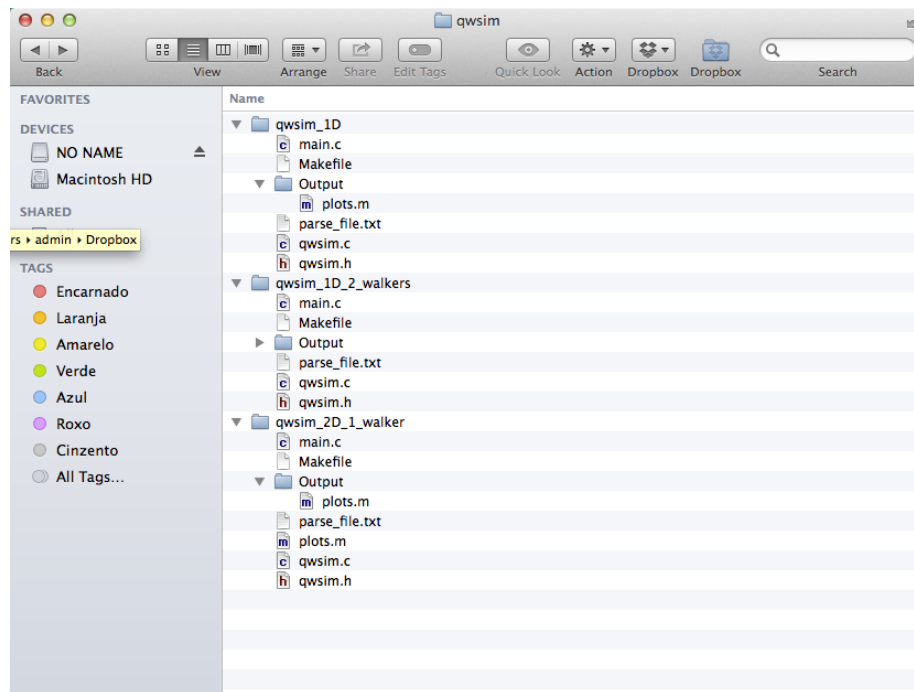 qwsim
Back
View
Arrange
Share
Edit Tags
Quick Look
Action
Dropbox
Dropbox
Search
FAVORITES
DEVICES
NO NAME
Macintosh HD
SHARED
rs ▸ admin ▸ Dropbox
TAGS
Encarnado
Laranja
Amarelo
Verde
Azul
Roxo
Cinzento
All Tags...
Name
qwsim_1D
c main.c
Makefile
Output
m plots.m
parse_file.txt
c qwsim.c
h qwsim.h
qwsim_1D_2_walkers
c main.c
Makefile
Output
parse_file.txt
c qwsim.c
h qwsim.h
qwsim_2D_1_walker
c main.c
Makefile
Output
m plots.m
parse_file.txt
m plots.m
c qwsim.c
h qwsim.h